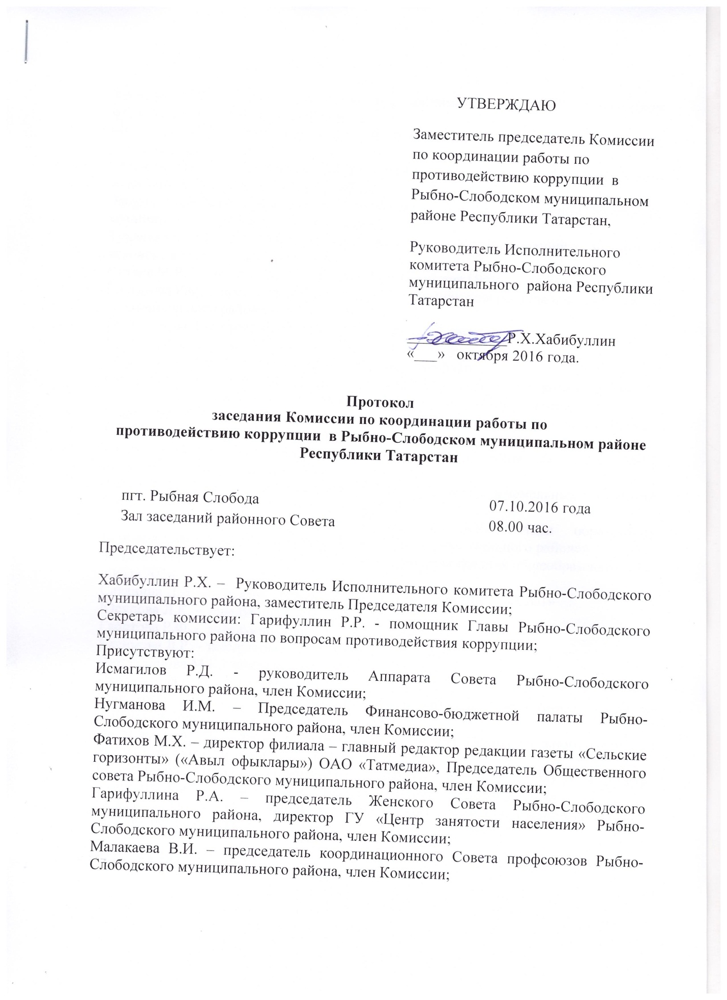 УТВЕРЖДАЮ
Заместитель председатель Комиссии
по координации работы по
противодействию коррупции в
Рыбно-Слободском муниципальном
районе Республики Татарстан,
Руководитель Исполнительного
комитета Рыбно-Слободского
муниципального района Республики
Татарстан
_____________Р.Х.Хабибуллин
«___» октября 2016 года.
Протокол
заседания Комиссии по координации работы по
противодействию коррупции в Рыбно-Слободском муниципальном районе
Республики Татарстан
пгт. Рыбная Слобода 07.10.2016 года
Зал заседаний районного Совета 08.00 час.
Председательствует:
Хабибуллин Р.Х. – Руководитель Исполнительного комитета Рыбно-Слободского
муниципального района, заместитель Председателя Комиссии;
Секретарь комиссии: Гарифуллин Р.Р. - помощник Главы Рыбно-Слободского
муниципального района по вопросам противодействия коррупции;
Присутствуют:
Исмагилов Р.Д. - руководитель Аппарата Совета Рыбно-Слободского
муниципального района, член Комиссии;
Нугманова И.М. – Председатель Финансово-бюджетной палаты Рыбно-
Слободского муниципального района, член Комиссии;
Фатихов М.Х. – директор филиала – главный редактор редакции газеты «Сельские
горизонты» («Авыл офыклары») ОАО «Татмедиа», Председатель Общественного
совета Рыбно-Слободского муниципального района, член Комиссии;
Гарифуллина Р.А. – председатель Женского Совета Рыбно-Слободского
муниципального района, директор ГУ «Центр занятости населения» Рыбно-
Слободского муниципального района, член Комиссии;
Малакаева В.И. – председатель координационного Совета профсоюзов Рыбно-
Слободского муниципального района, член Комиссии;